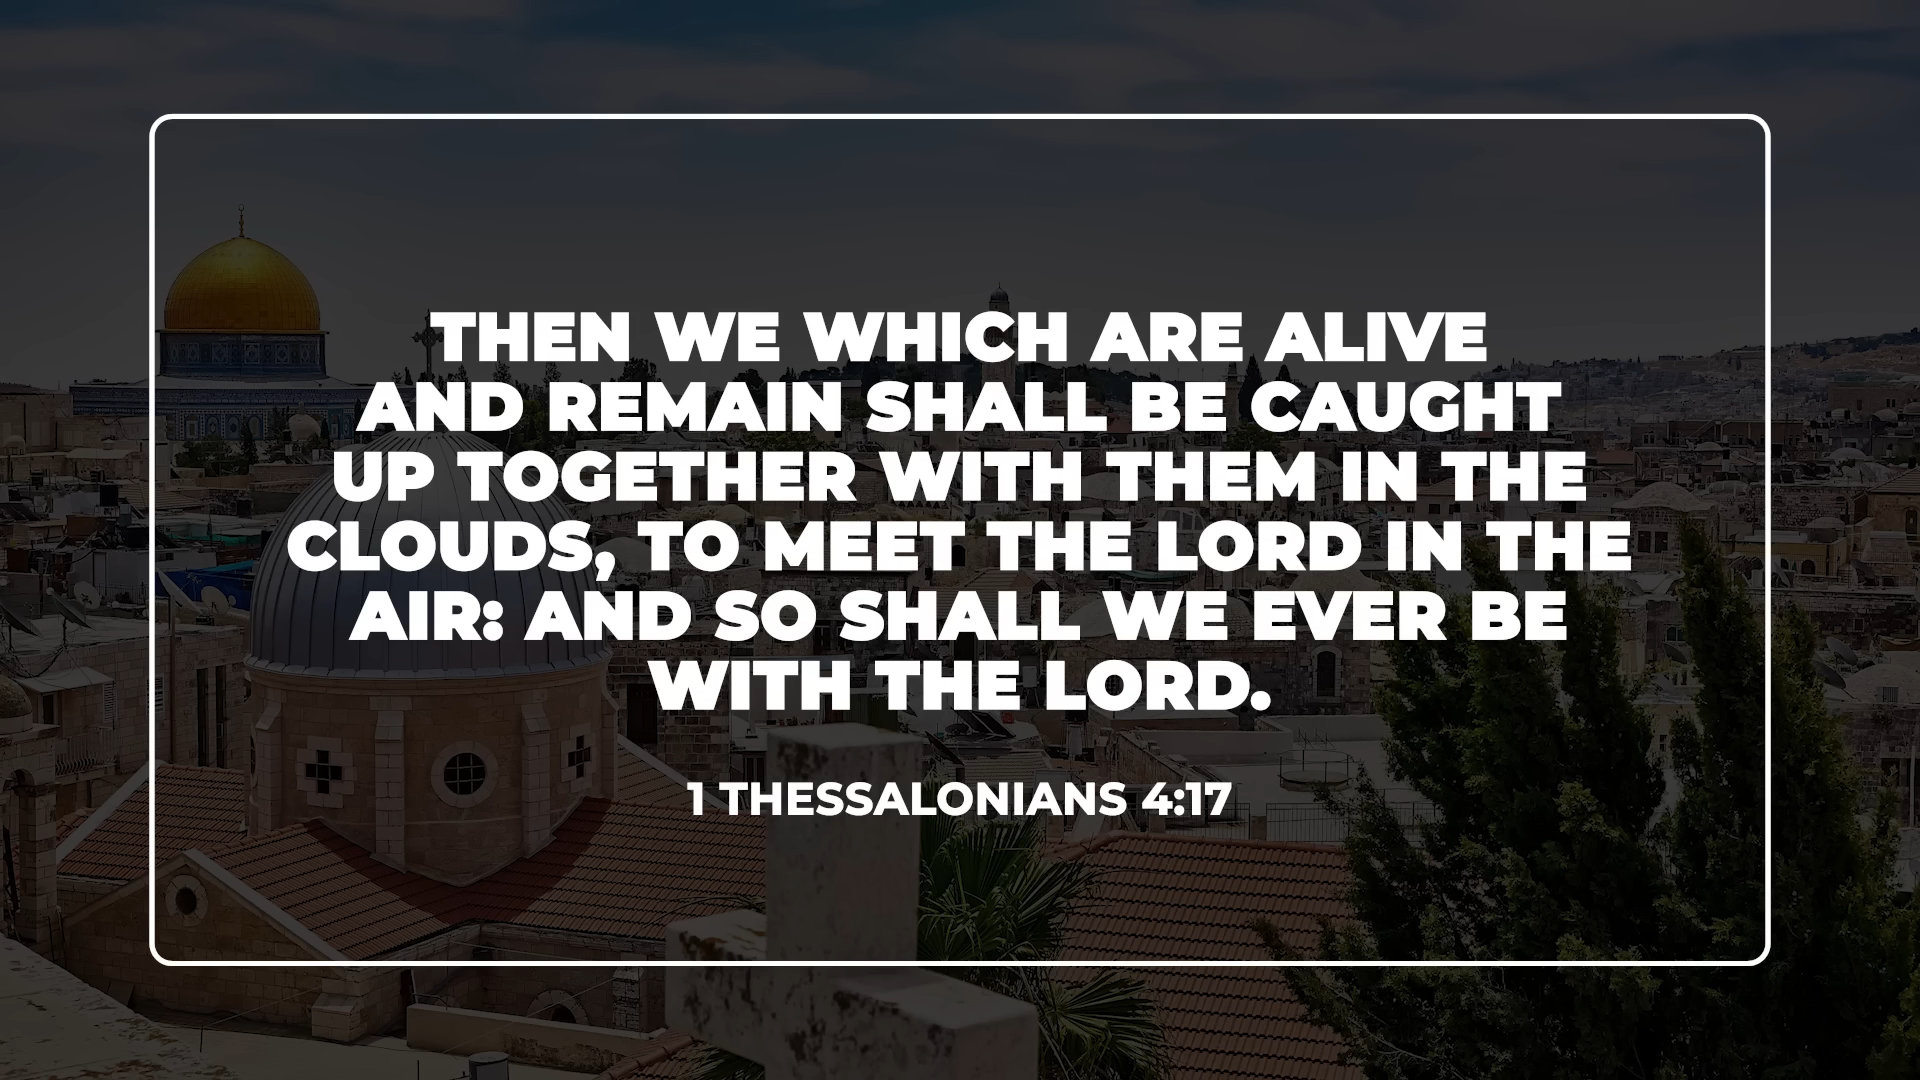 THEN WE WHICH ARE ALIVE
AND REMAIN SHALL BE CAUGHT
UP TOGETHER WITH THEM IN THE
CLOUDS, TO MEET THE LORD IN THE
AIR: AND SO SHALL WE EVER BE
WITH THE LORD.
1 THESSALONIANS 4:17